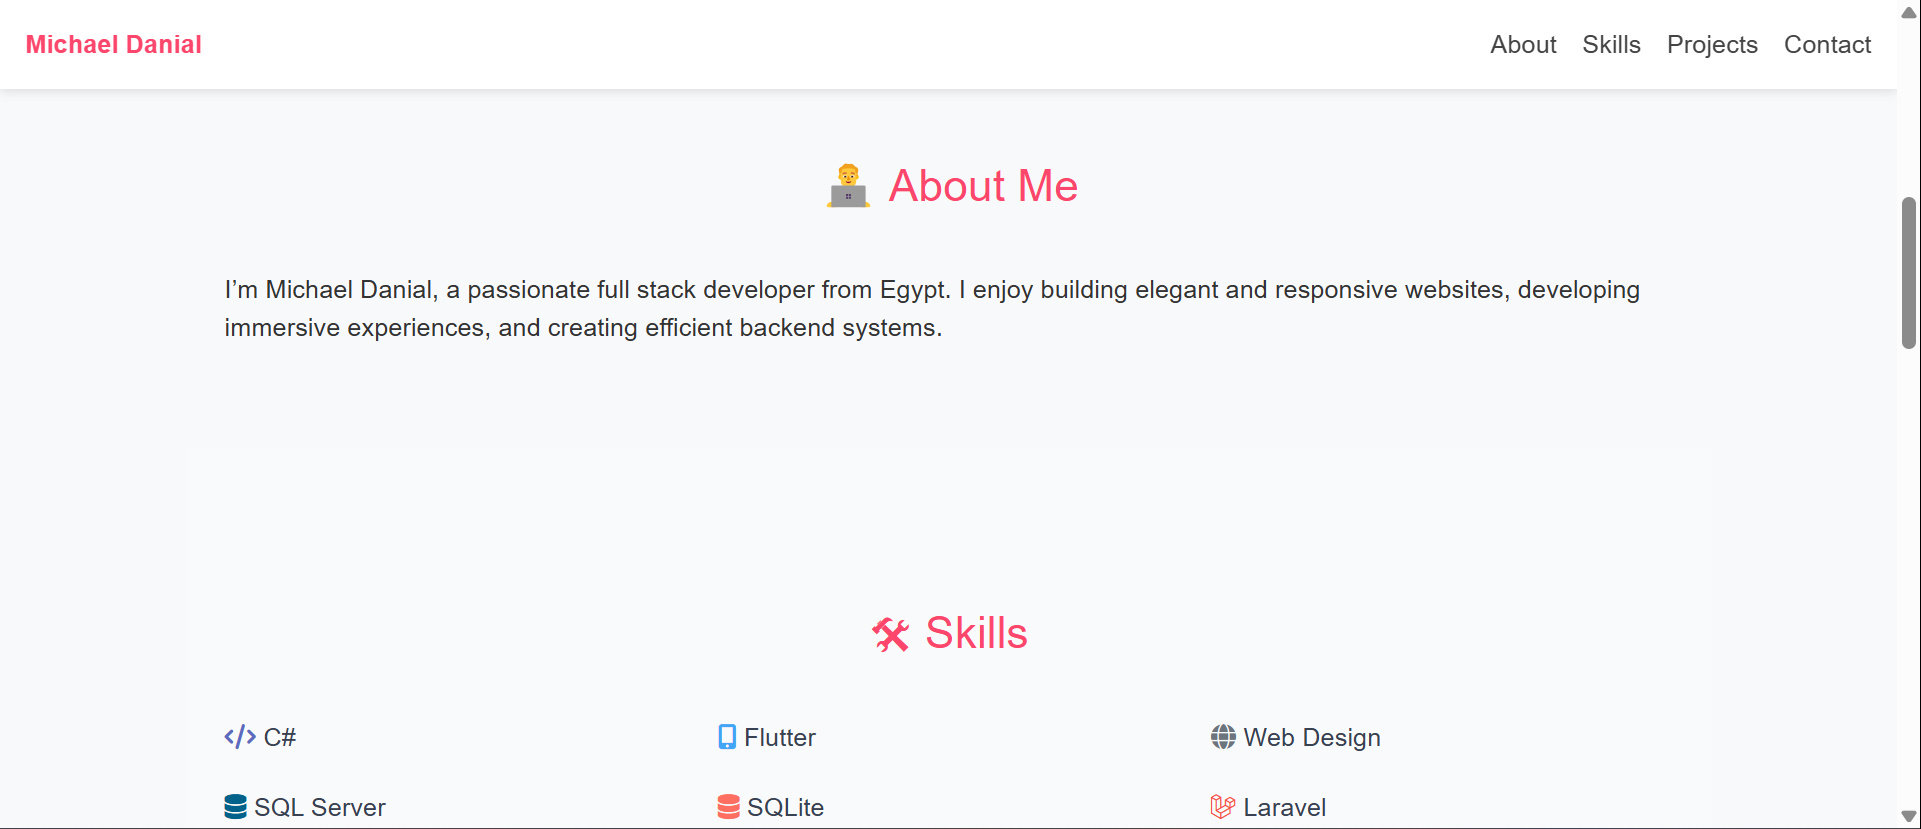 Michael Danial
About Skills Projects Contact
About Me
I’m Michael Danial, a passionate full stack developer from Egypt. I enjoy building elegant and responsive websites, developing
immersive experiences, and creating efficient backend systems.
Skills
C# Flutter Web Design
SQL Server SQLite Laravel